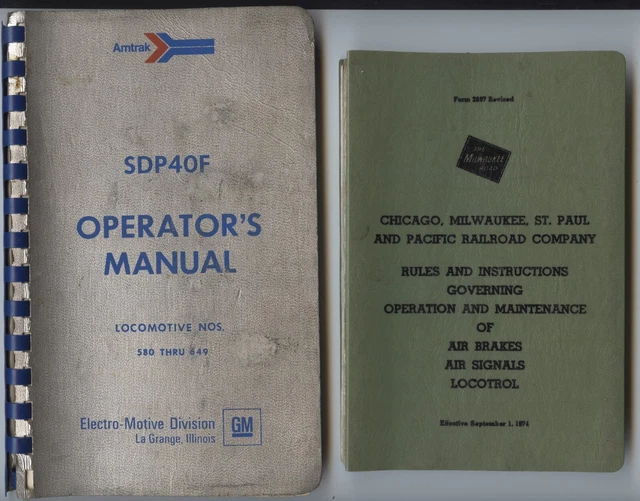 Amtrak
SDP40F
OPERATOR'S
MANUAL
LOCOMOTIVE NOS.
580 THRU 649
Electro-Motive Division
La Grange, Illinois
GM
Form 2697 Revised
THE
MILWAUKEE
ROAD
CHICAGO, MILWAUKEE, ST. PAUL
AND PACIFIC RAILROAD COMPANY
RULES AND INSTRUCTIONS
GOVERNING
OPERATION AND MAINTENANCE
OF
AIR BRAKES
AIR SIGNALS
LOCOTROL
Effective September 1, 1974